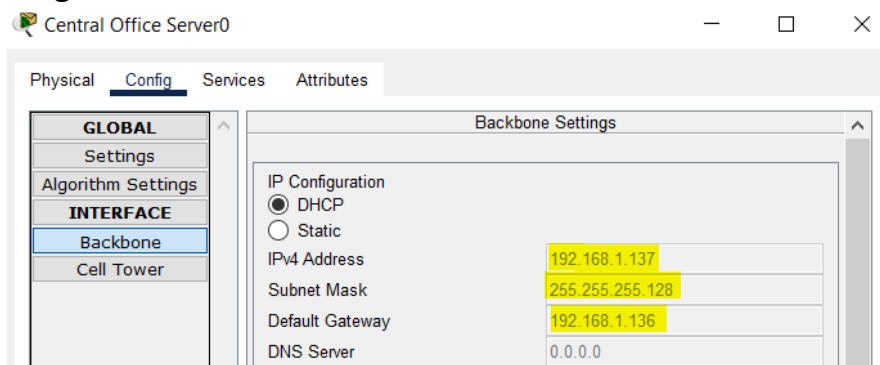 Central Office Server0
Physical Config Services Attributes
GLOBAL
Settings
Algorithm Settings
INTERFACE
Backbone
Cell Tower
Backbone Settings
IP Configuration
DHCP
Static
IPv4 Address 192.168.1.137
Subnet Mask 255.255.255.128
Default Gateway 192.168.1.136
DNS Server 0.0.0.0